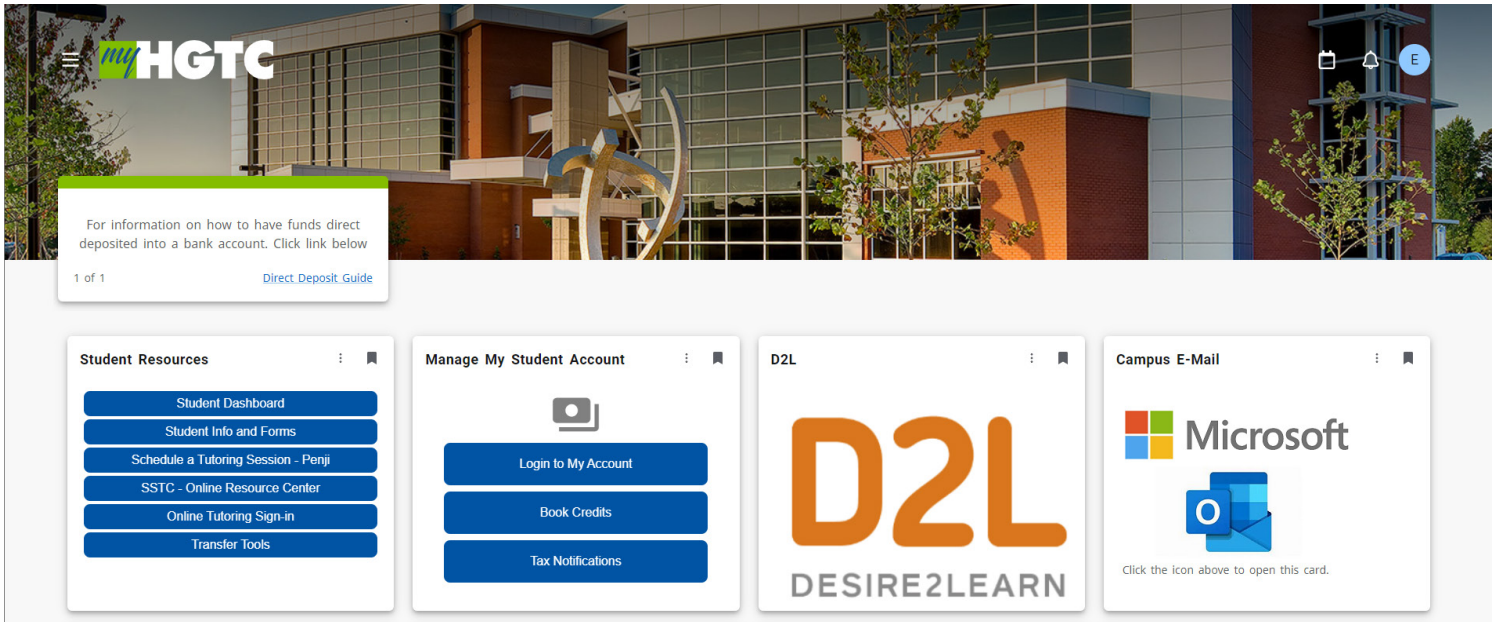 myHGTC
E
For information on how to have funds direct
deposited into a bank account. Click link below
1 of 1
Direct Deposit Guide
Student Resources
Student Dashboard
Student Info and Forms
Schedule a Tutoring Session - Penji
SSTC - Online Resource Center
Online Tutoring Sign-in
Transfer Tools
Manage My Student Account
Login to My Account
Book Credits
Tax Notifications
D2L
D2L
DESIRE2LEARN
Campus E-Mail
Microsoft
O
Click the icon above to open this card.